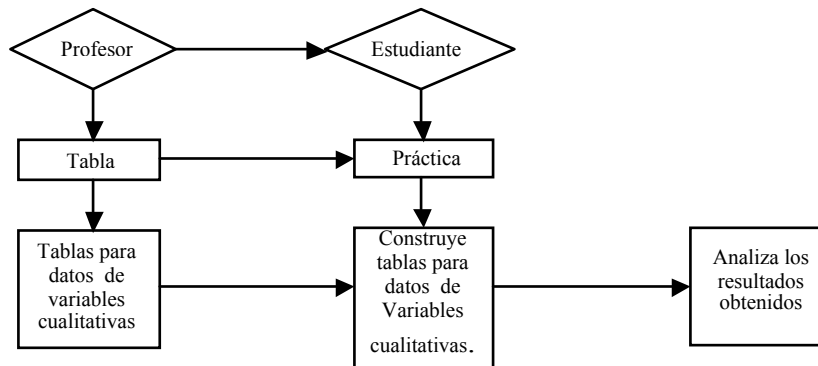 Profesor
Estudiante
Tabla
Práctica
Tablas para
datos de
variables
cualitativas
Construye
tablas para
datos de
Variables
cualitativas.
Analiza los
resultados
obtenidos